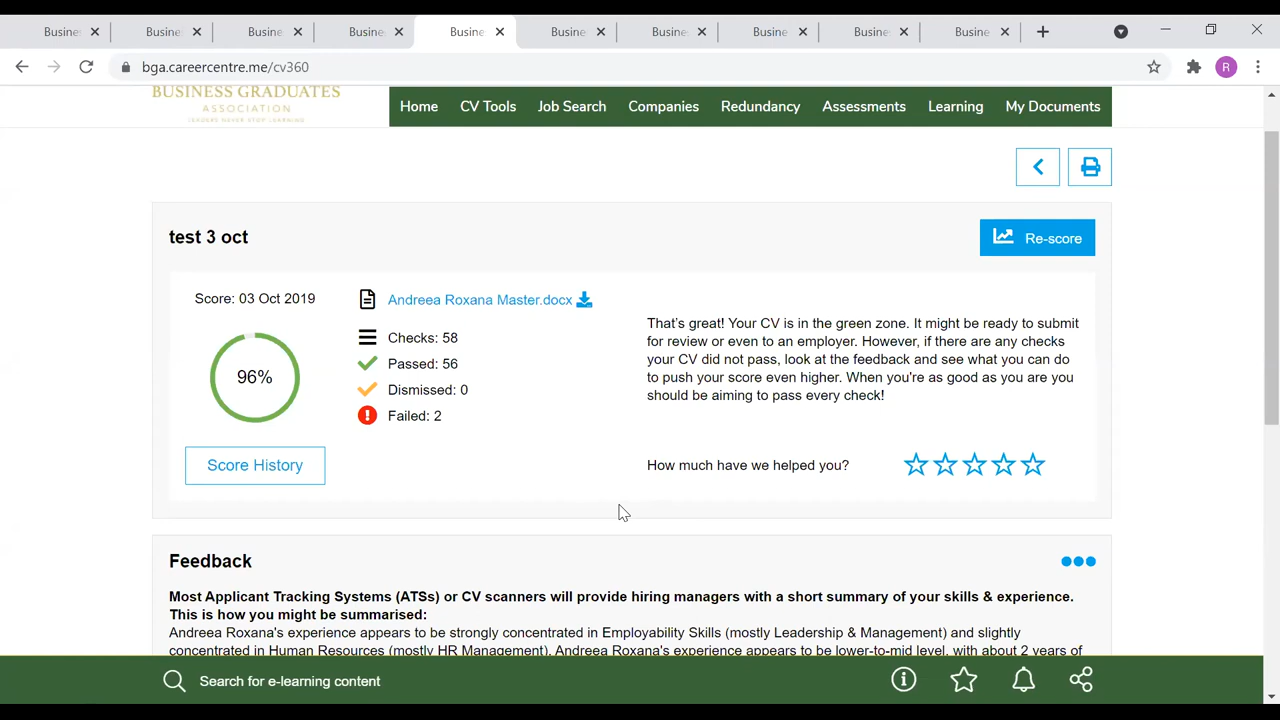 Busine Busines Busine Busine Busine Busine Busine Busine Busine Busine
bga.careercentre.me/cv360 R
BUSINESS GRADUATES
ASSOCIATION
LEADERS NEVER STOP LEARNING
Home CV Tools Job Search Companies Redundancy Assessments Learning My Documents
test 3 oct
Re-score
Score: 03 Oct 2019
96%
Score History
Andreea Roxana Master.docx
Checks: 58
Passed: 56
Dismissed: 0
Failed: 2
That's great! Your CV is in the green zone. It might be ready to submit
for review or even to an employer. However, if there are any checks
your CV did not pass, look at the feedback and see what you can do
to push your score even higher. When you're as good as you are you
should be aiming to pass every check!
How much have we helped you?
Feedback
Most Applicant Tracking Systems (ATSs) or CV scanners will provide hiring managers with a short summary of your skills & experience.
This is how you might be summarised:
Andreea Roxana's experience appears to be strongly concentrated in Employability Skills (mostly Leadership & Management) and slightly
concentrated in Human Resources (mostly HR Management). Andreea Roxana's experience appears to be lower-to-mid level, with about 2 years of
Search for e-learning content